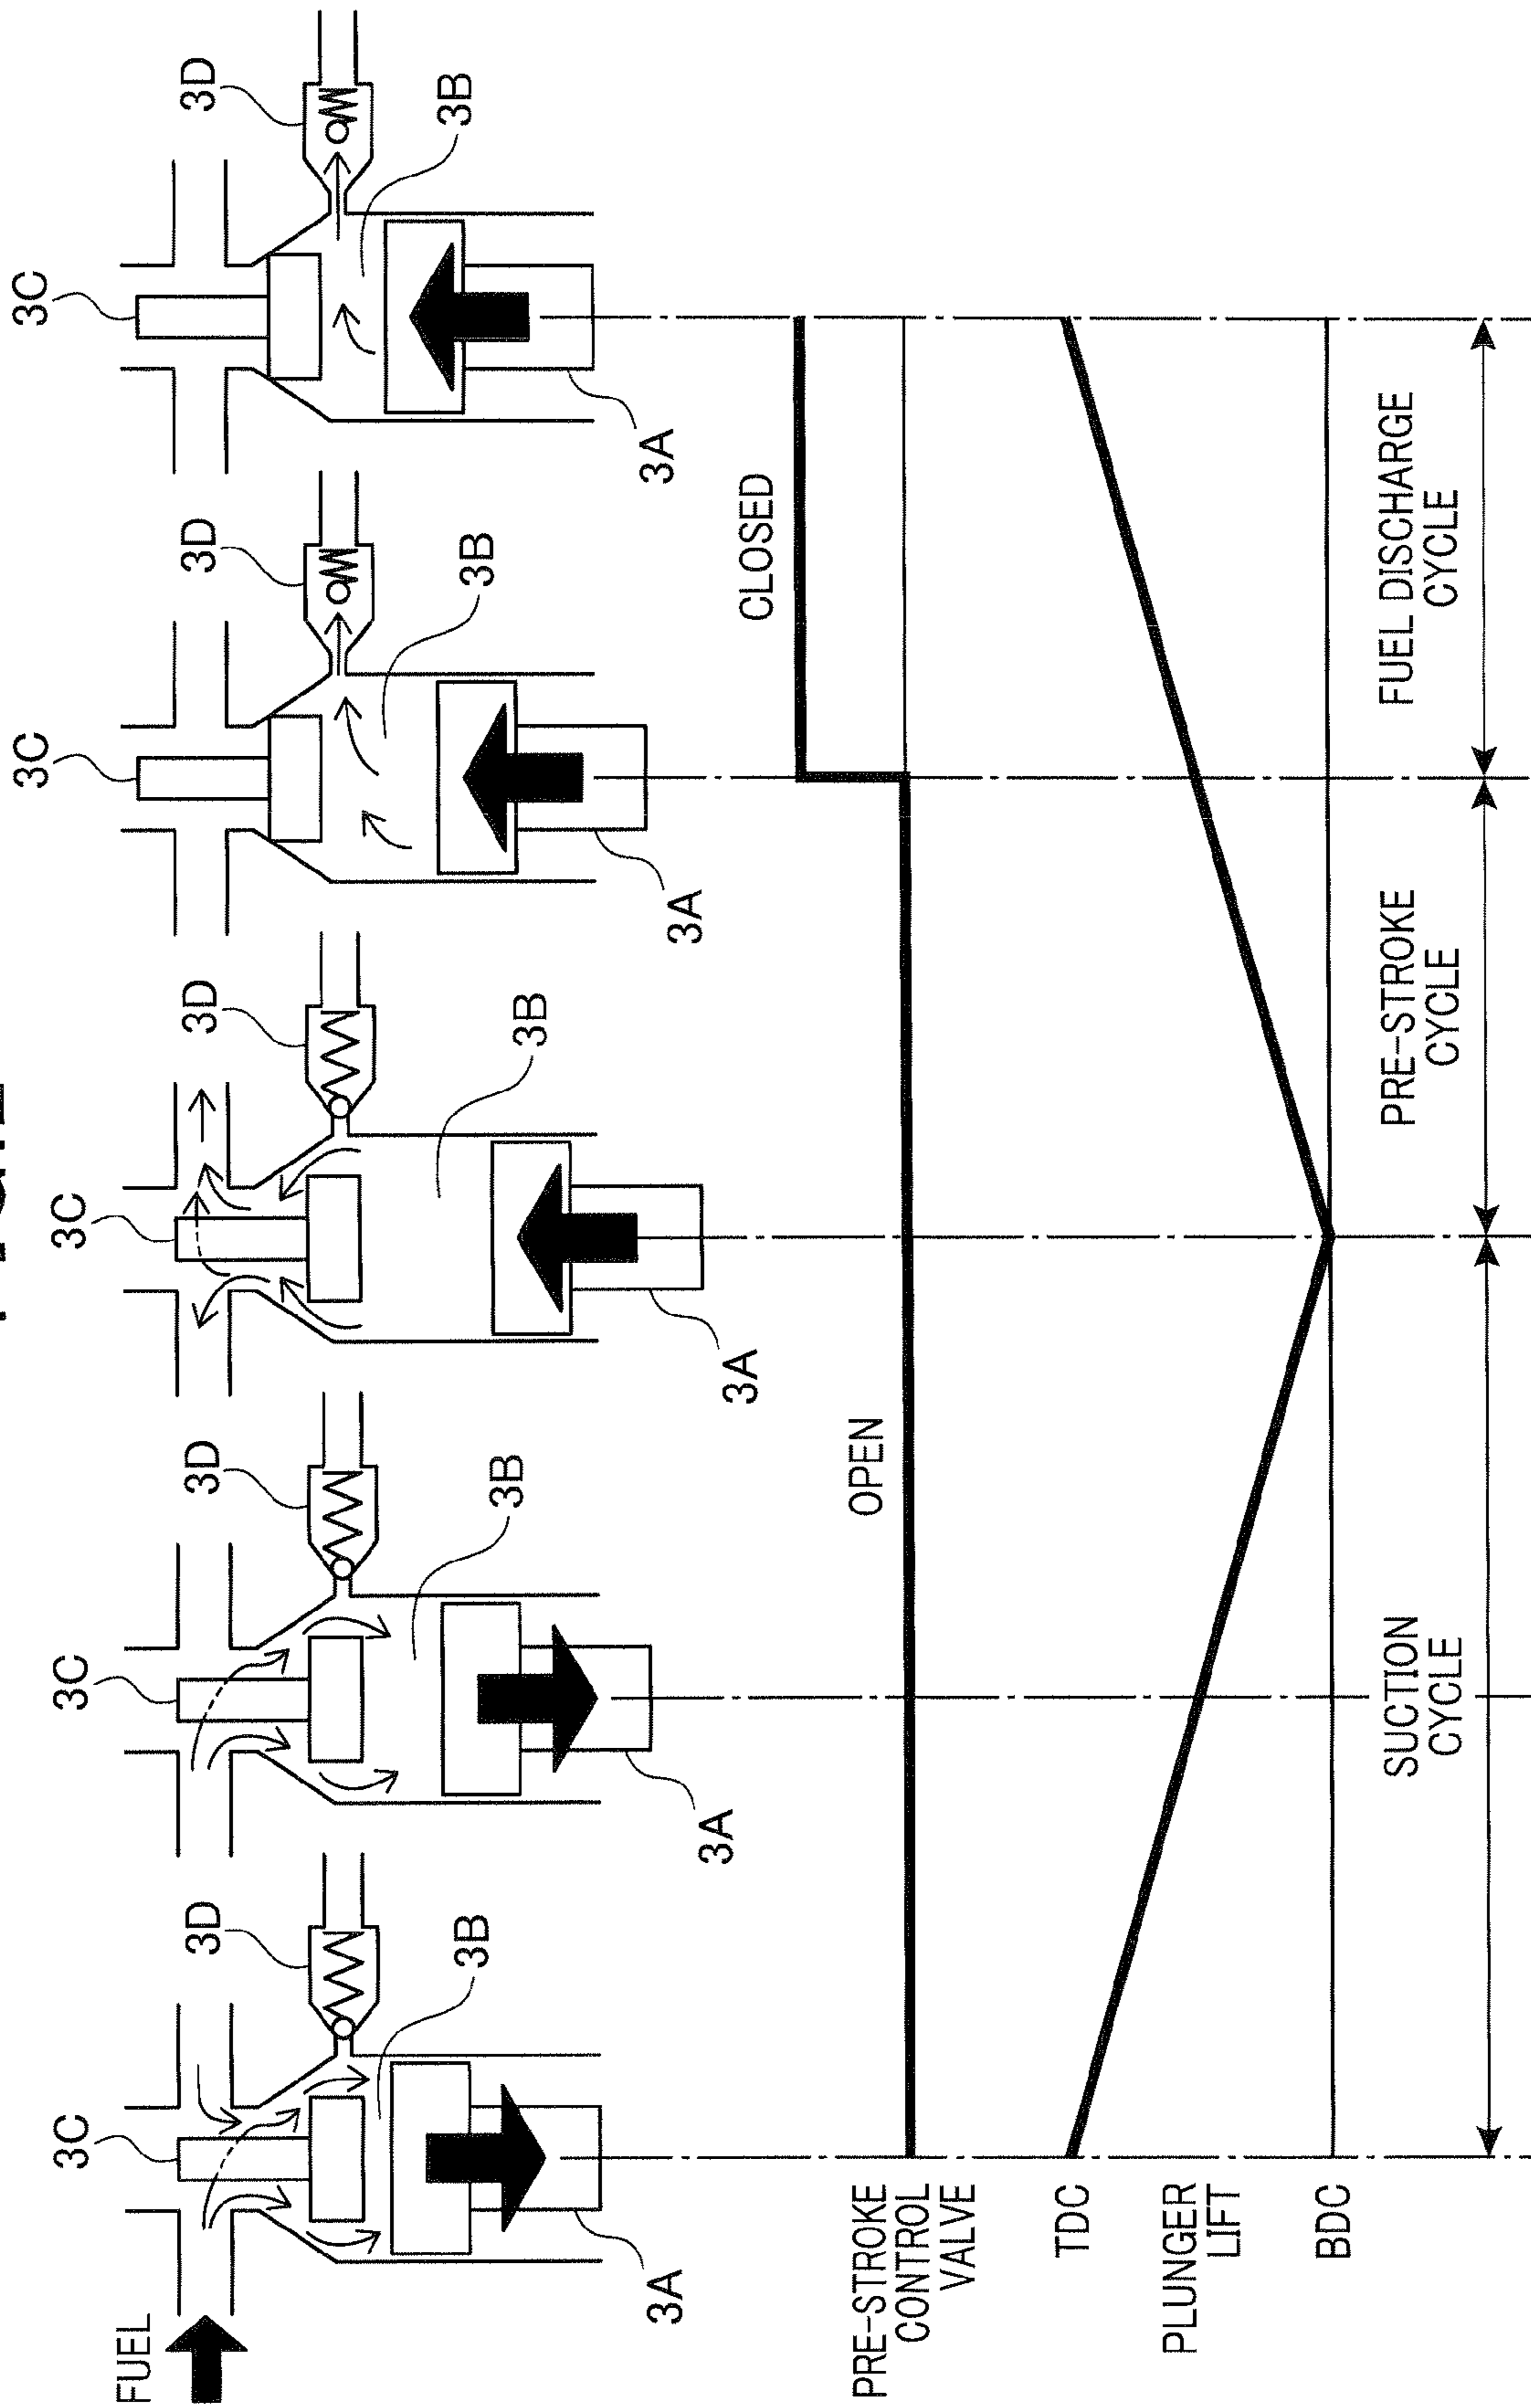 FUEL
3C
3D
3B
3A
3C
3D
3B
3A
3C
3D
3B
3A
3C
3D
3B
3A
3C
3D
3B
3A
PRE-STROKE
CONTROL
VALVE
OPEN
CLOSED
TDC
PLUNGER
LIFT
BDC
SUCTION
CYCLE
PRE-STROKE
CYCLE
FUEL DISCHARGE
CYCLE